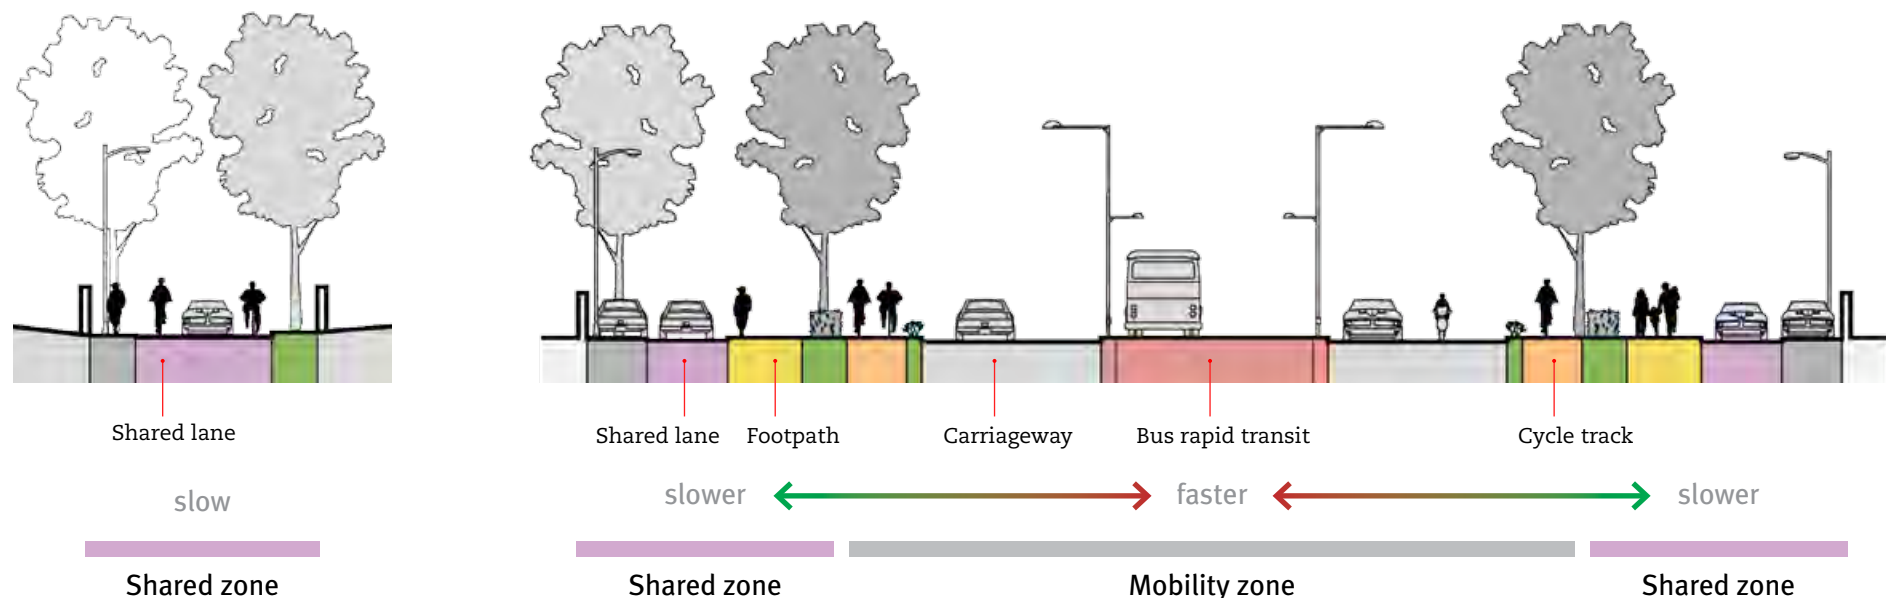 Shared lane
Shared lane
Footpath
Carriageway
Bus rapid transit
Cycle track
slow
slower
faster
slower
Shared zone
Shared zone
Mobility zone
Shared zone